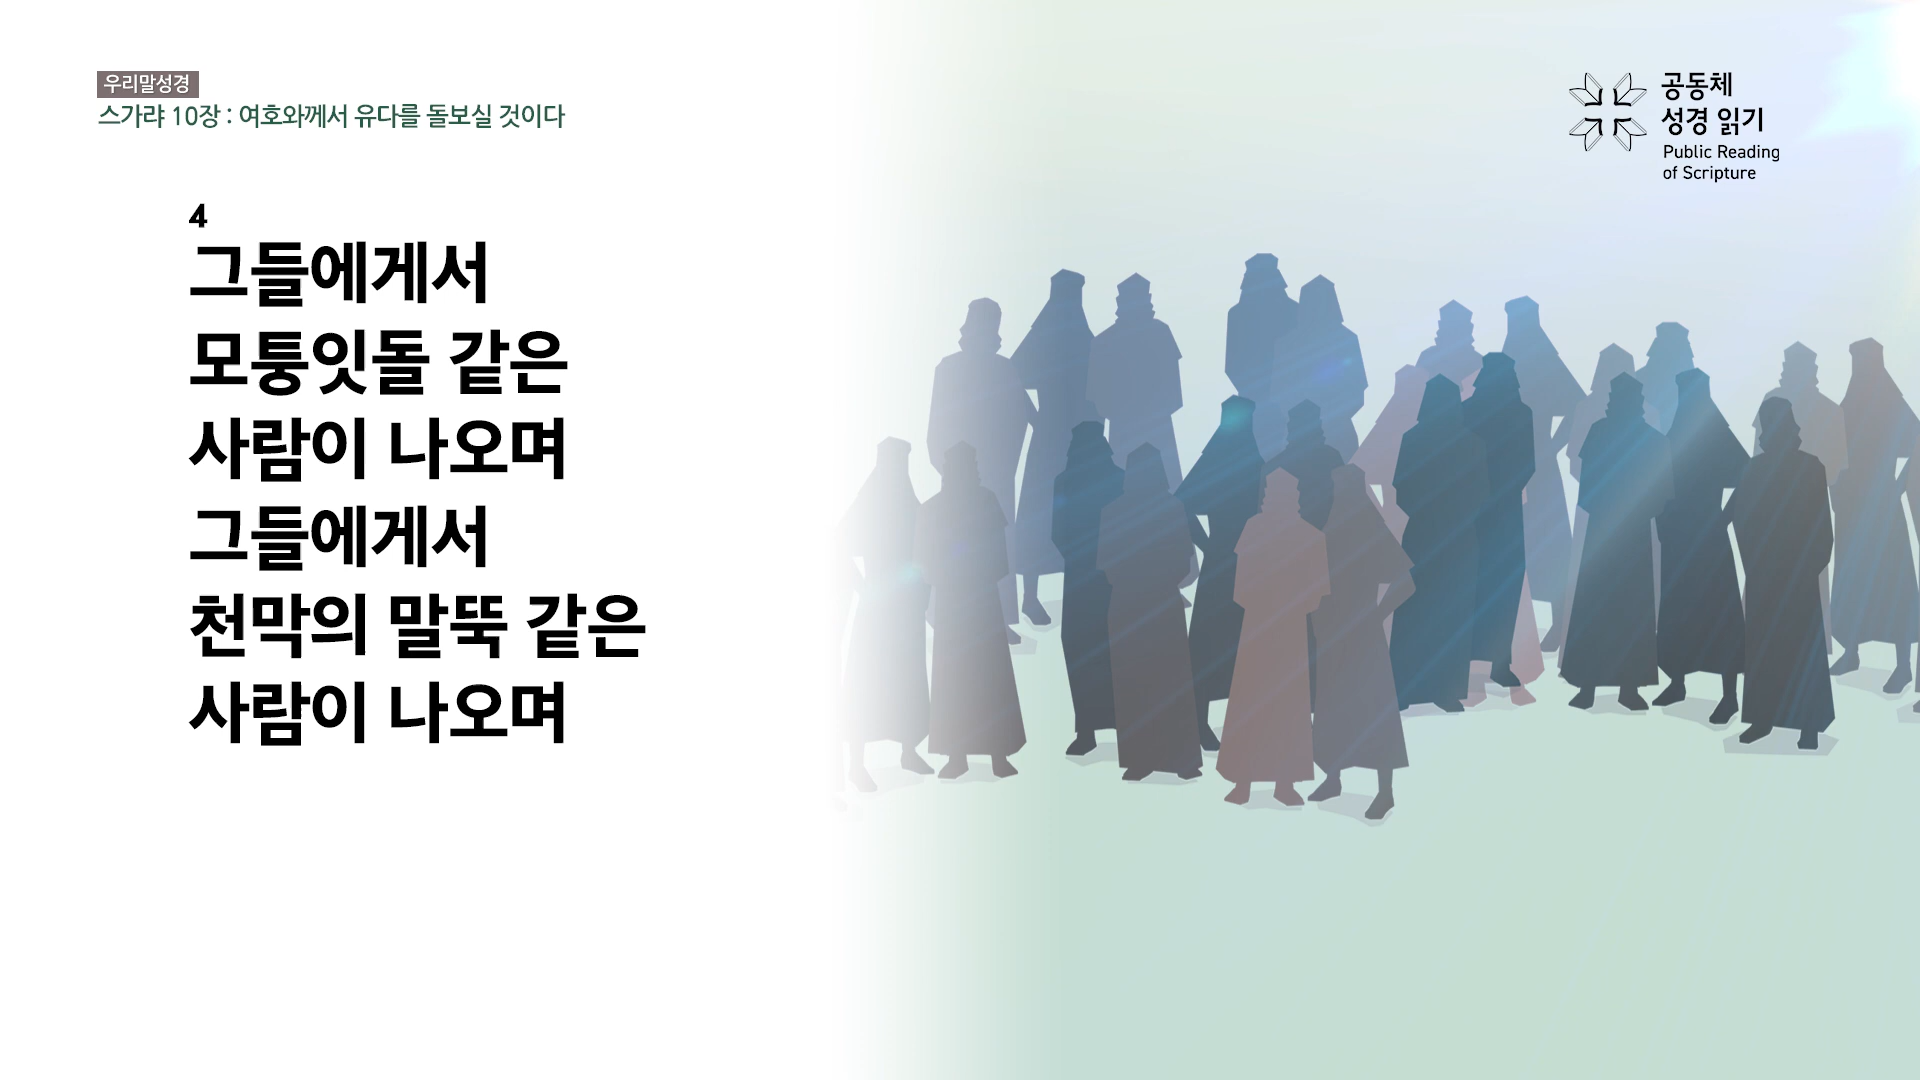 우리말성경
스가랴 10장 : 여호와께서 유다를 돌보실 것이다
공동체
성경 읽기
Public Reading
of Scripture
4
그들에게서
모퉁잇돌 같은
사람이 나오며
그들에게서
천막의 말뚝 같은
사람이 나오며